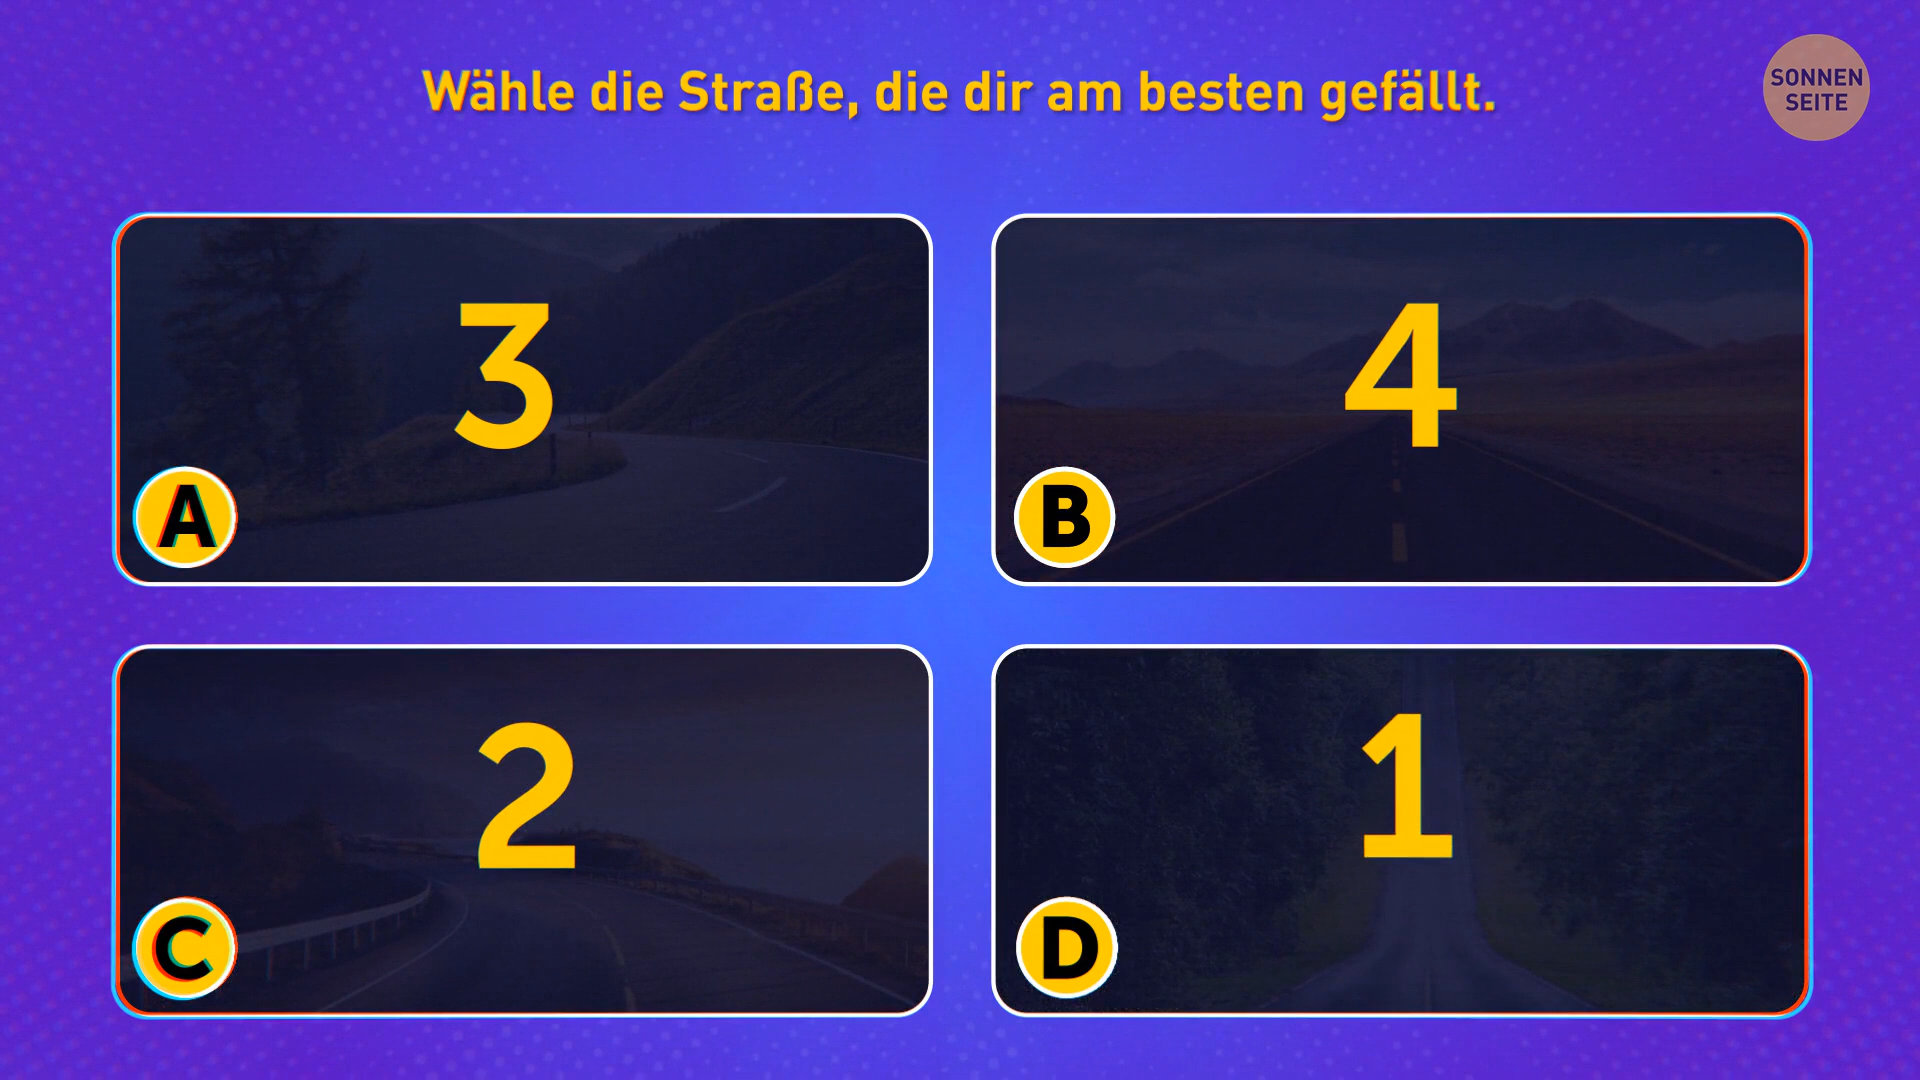 Wähle die Straße, die dir am besten gefällt.
SONNEN
SEITE
3
4
A
B
2
1
C
D